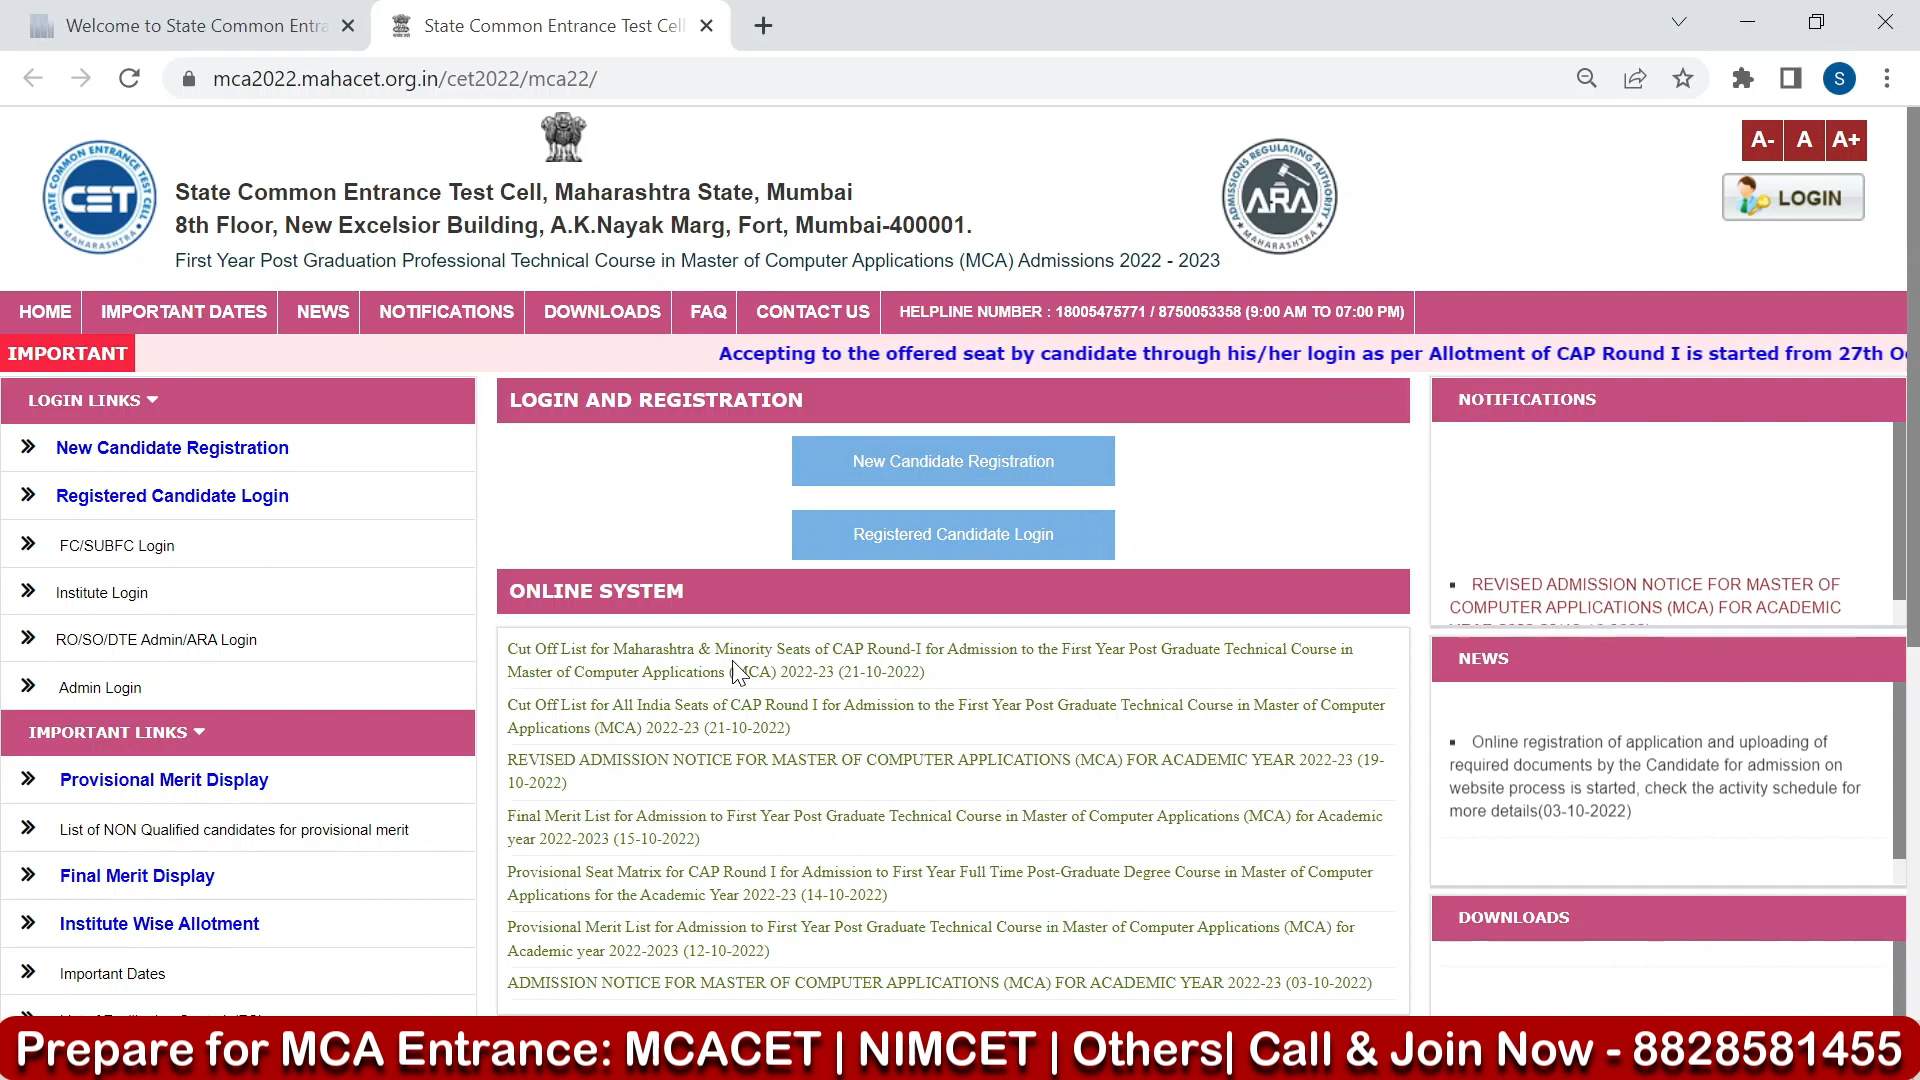 Welcome to State Common Entra
State Common Entrance Test Cell
mca2022.mahacet.org.in/cet2022/mca22/
S
STATE COMMON ENTRANCE TEST CELL
CET
MAHARASHTRA
State Common Entrance Test Cell, Maharashtra State, Mumbai
8th Floor, New Excelsior Building, A.K.Nayak Marg, Fort, Mumbai-400001.
First Year Post Graduation Professional Technical Course in Master of Computer Applications (MCA) Admissions 2022 - 2023
ADMISSIONS REGULATING AUTHORITY
ARA
MAHARASHTRA
A- A A+
LOGIN
HOME IMPORTANT DATES NEWS NOTIFICATIONS DOWNLOADS FAQ CONTACT US HELPLINE NUMBER : 18005475771 / 8750053358 (9:00 AM TO 07:00 PM)
IMPORTANT Accepting to the offered seat by candidate through his/her login as per Allotment of CAP Round I is started from 27th O
LOGIN LINKS
New Candidate Registration
Registered Candidate Login
FC/SUBFC Login
Institute Login
RO/SO/DTE Admin/ARA Login
Admin Login
IMPORTANT LINKS
Provisional Merit Display
List of NON Qualified candidates for provisional merit
Final Merit Display
Institute Wise Allotment
Important Dates
LOGIN AND REGISTRATION
New Candidate Registration
Registered Candidate Login
ONLINE SYSTEM
Cut Off List for Maharashtra & Minority Seats of CAP Round-I for Admission to the First Year Post Graduate Technical Course in
Master of Computer Applications (MCA) 2022-23 (21-10-2022)
Cut Off List for All India Seats of CAP Round I for Admission to the First Year Post Graduate Technical Course in Master of Computer
Applications (MCA) 2022-23 (21-10-2022)
REVISED ADMISSION NOTICE FOR MASTER OF COMPUTER APPLICATIONS (MCA) FOR ACADEMIC YEAR 2022-23 (19-
10-2022)
Final Merit List for Admission to First Year Post Graduate Technical Course in Master of Computer Applications (MCA) for Academic
year 2022-2023 (15-10-2022)
Provisional Seat Matrix for CAP Round I for Admission to First Year Full Time Post-Graduate Degree Course in Master of Computer
Applications for the Academic Year 2022-23 (14-10-2022)
Provisional Merit List for Admission to First Year Post Graduate Technical Course in Master of Computer Applications (MCA) for
Academic year 2022-2023 (12-10-2022)
ADMISSION NOTICE FOR MASTER OF COMPUTER APPLICATIONS (MCA) FOR ACADEMIC YEAR 2022-23 (03-10-2022)
NOTIFICATIONS
REVISED ADMISSION NOTICE FOR MASTER OF
COMPUTER APPLICATIONS (MCA) FOR ACADEMIC
NEWS
Online registration of application and uploading of
required documents by the Candidate for admission on
website process is started, check the activity schedule for
more details(03-10-2022)
DOWNLOADS
Prepare for MCA Entrance: MCACET | NIMCET | Others| Call & Join Now - 8828581455